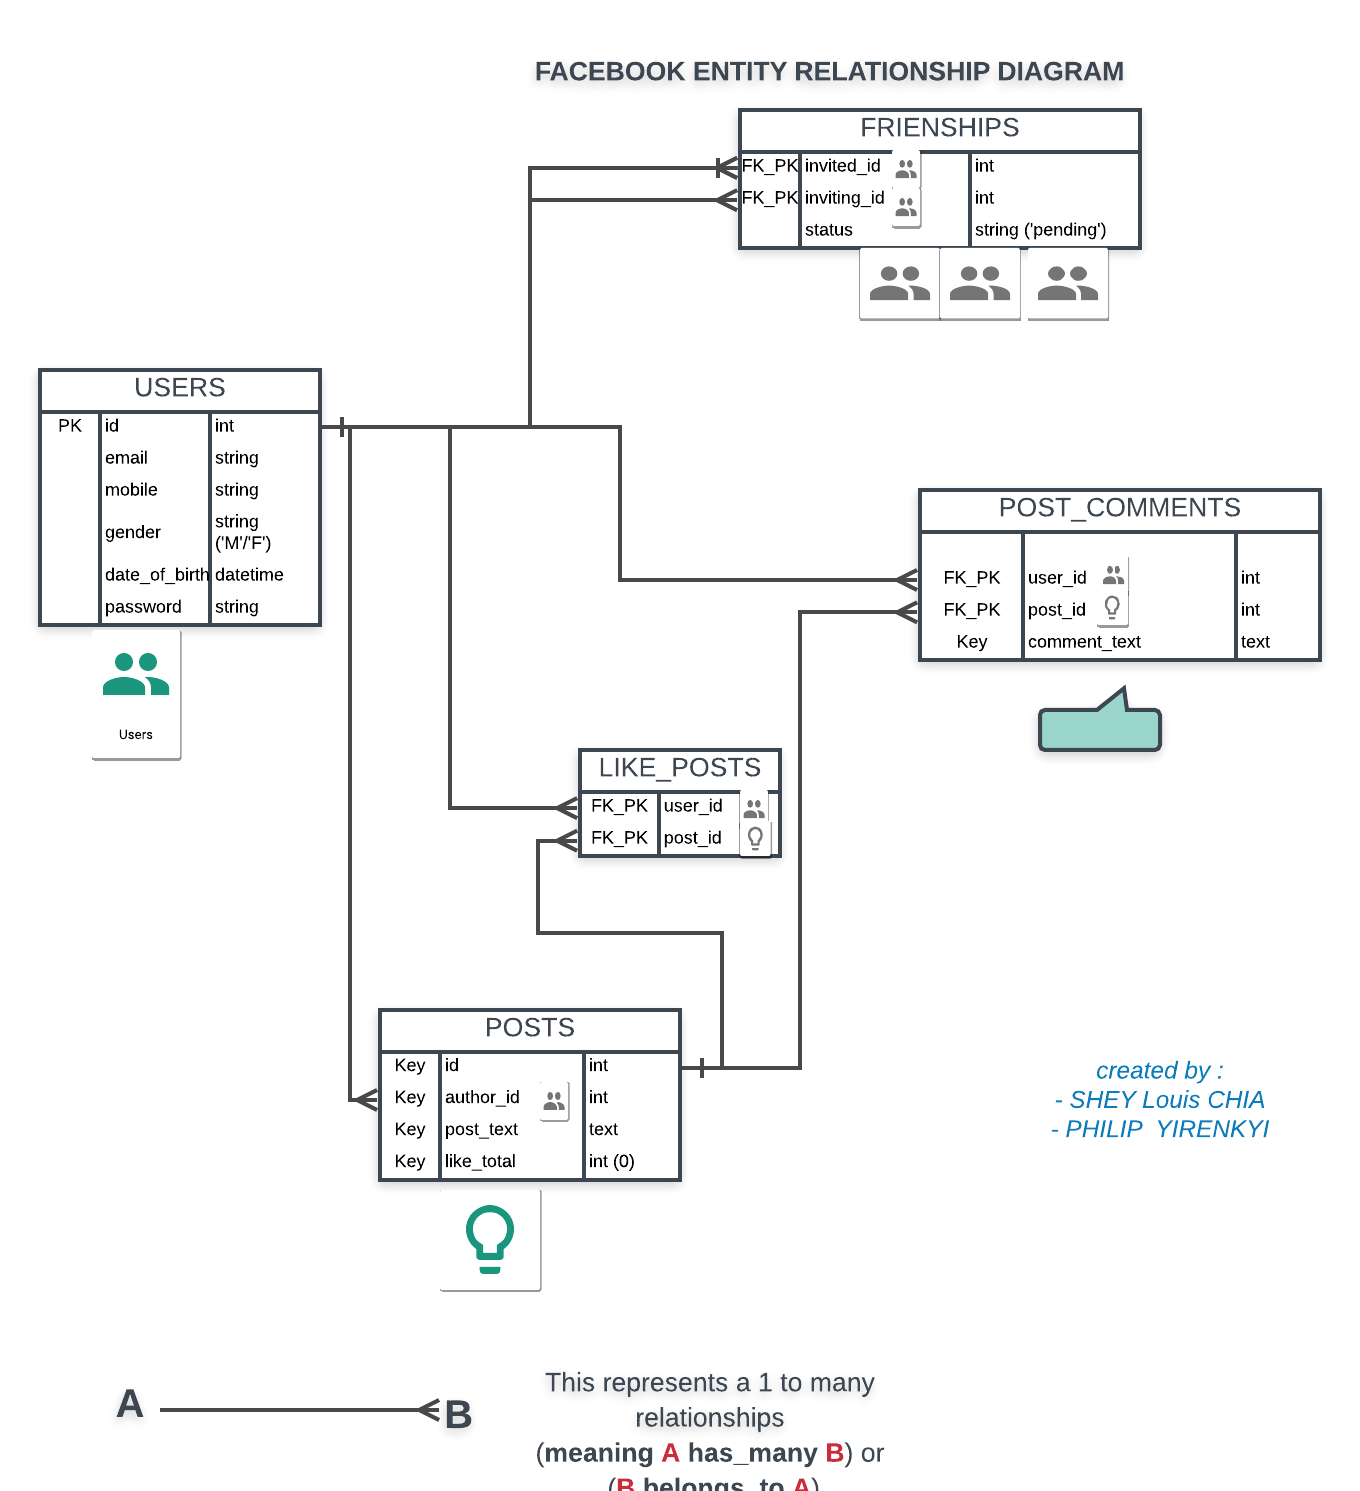 FACEBOOK ENTITY RELATIONSHIP DIAGRAM
FRIENSHIPS
FK_PK invited_id int
FK_PK inviting_id int
status string ('pending')
USERS
PK id int
email string
mobile string
gender string ('M'/'F')
date_of_birth datetime
password string
Users
POST_COMMENTS
FK_PK user_id int
FK_PK post_id int
Key comment_text text
LIKE_POSTS
FK_PK user_id
FK_PK post_id
POSTS
Key id int
Key author_id int
Key post_text text
Key like_total int (0)
created by :
- SHEY Louis CHIA
- PHILIP YIRENKYI
A B
This represents a 1 to many
relationships
(meaning A has_many B) or
(B belongs_to A)